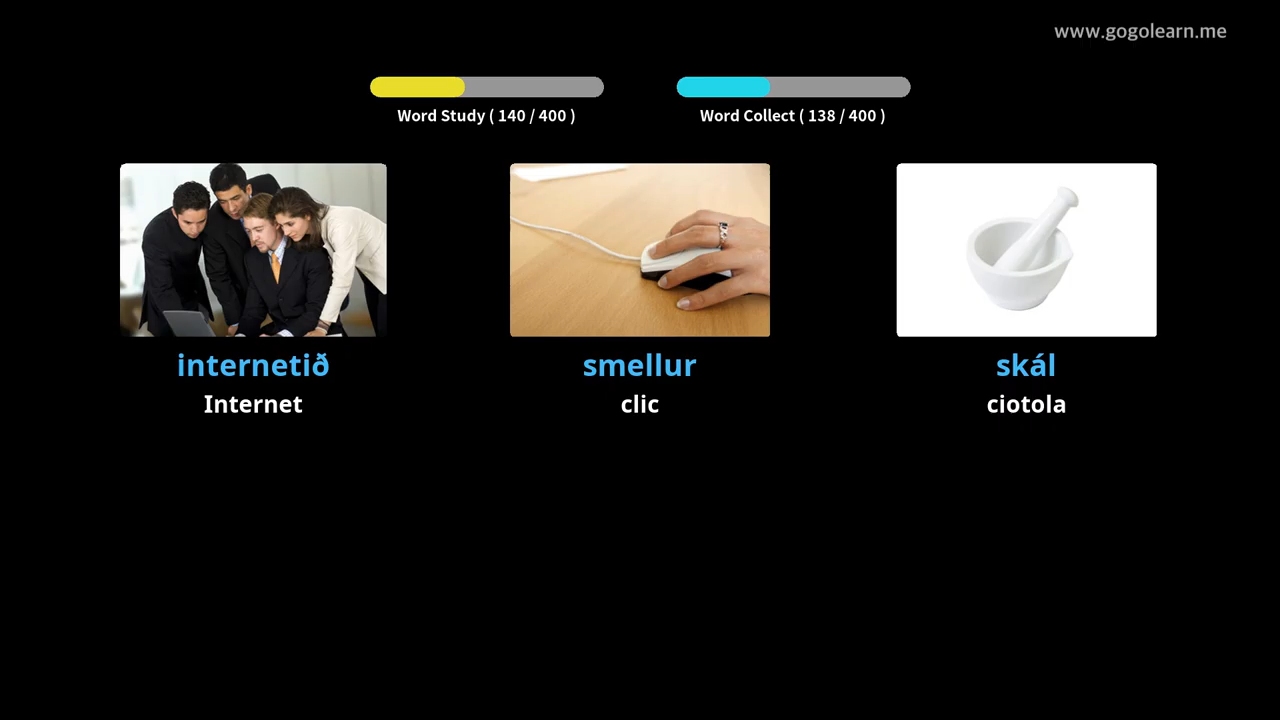 www.gogolearn.me
Word Study ( 140 / 400 )
Word Collect ( 138 / 400 )
internetið
Internet
smellur
clic
skál
ciotola